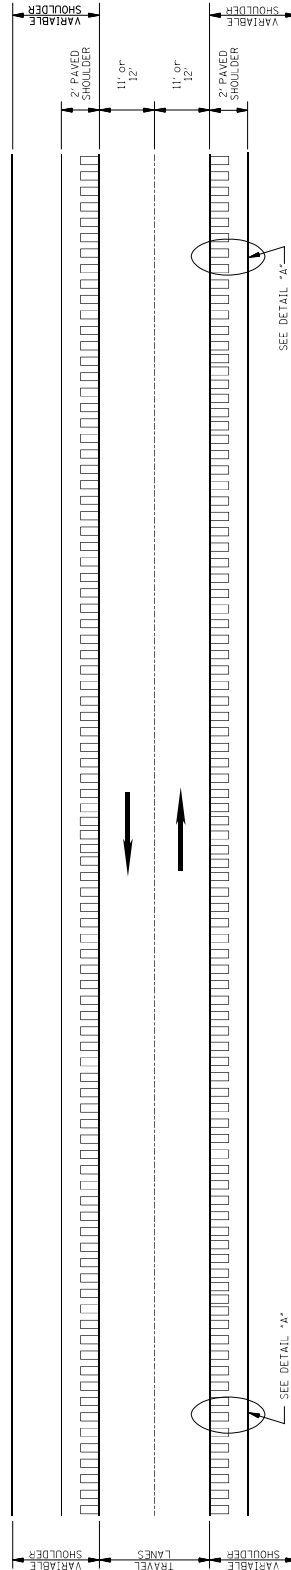 VARIABLE
SHOULDER
VARIABLE
SHOULDER
2' PAVED
SHOULDER
11' or
12'
11' or
12'
2' PAVED
SHOULDER
SEE DETAIL "A"
SEE DETAIL "A"
VARIABLE
SHOULDER
TRAVEL
LANES
VARIABLE
SHOULDER